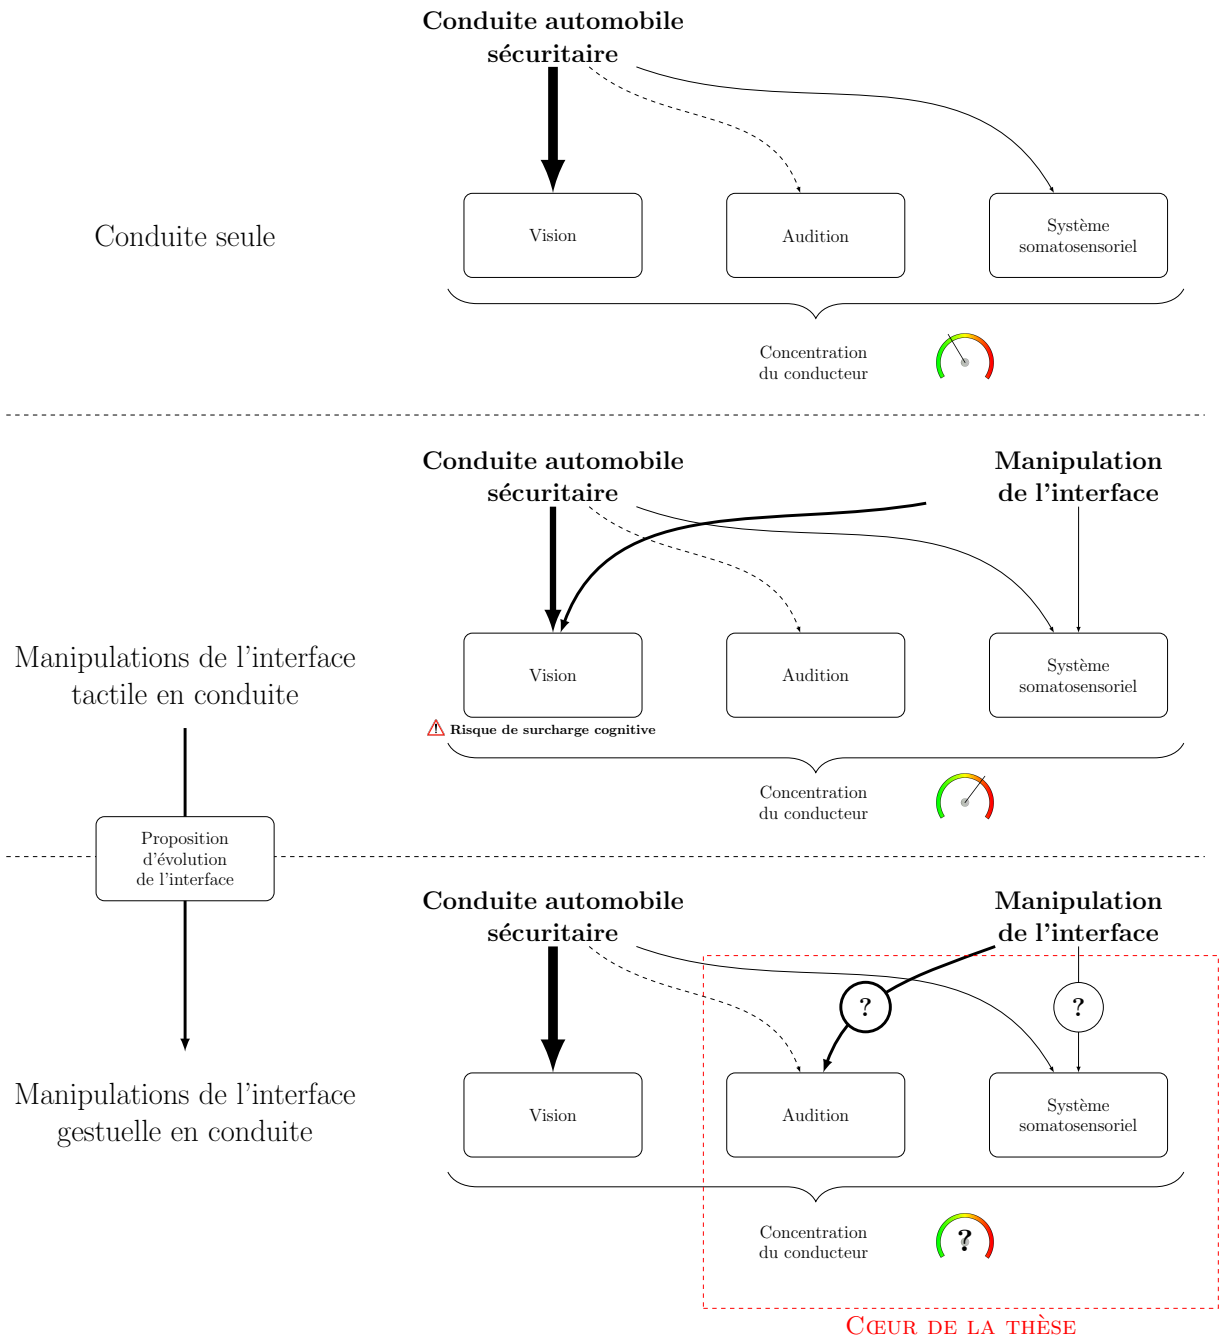 Conduite automobile
sécuritaire
Conduite seule
Vision
Audition
Système
somatosensoriel
Concentration
du conducteur
Conduite automobile
sécuritaire
Manipulation
de l'interface
Manipulations de l'interface
tactile en conduite
Vision
Audition
Système
somatosensoriel
! Risque de surcharge cognitive
Concentration
du conducteur
Proposition
d'évolution
de l'interface
Conduite automobile
sécuritaire
Manipulation
de l'interface
?
?
Manipulations de l'interface
gestuelle en conduite
Vision
Audition
Système
somatosensoriel
Concentration
du conducteur
?
CŒUR DE LA THÈSE